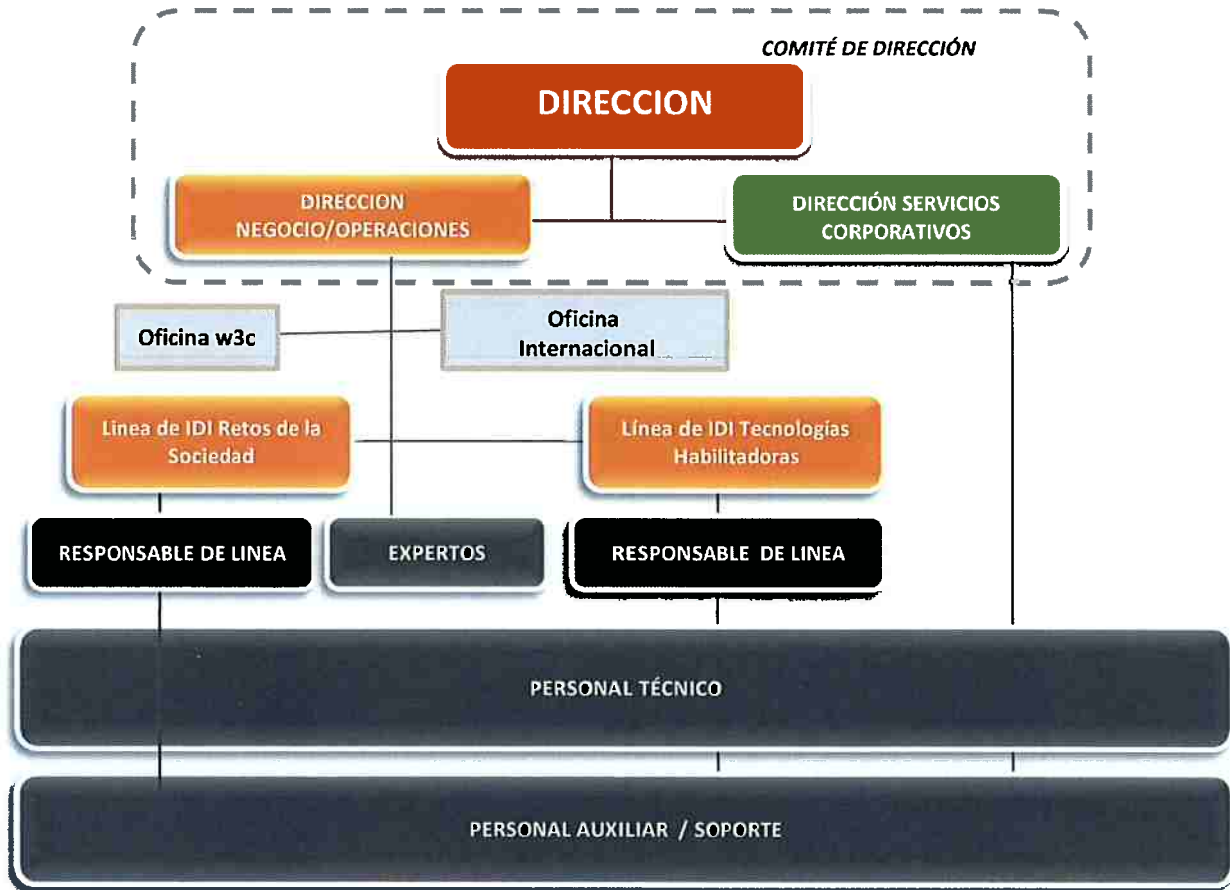 COMITÉ DE DIRECCIÓN
DIRECCION
DIRECCION
NEGOCIO/OPERACIONES
DIRECCIÓN SERVICIOS
CORPORATIVOS
Oficina w3c
Oficina
Internacional
Linea de IDI Retos de la
Sociedad
Línea de IDI Tecnologías
Habilitadoras
RESPONSABLE DE LINEA
EXPERTOS
RESPONSABLE DE LINEA
PERSONAL TÉCNICO
PERSONAL AUXILIAR / SOPORTE